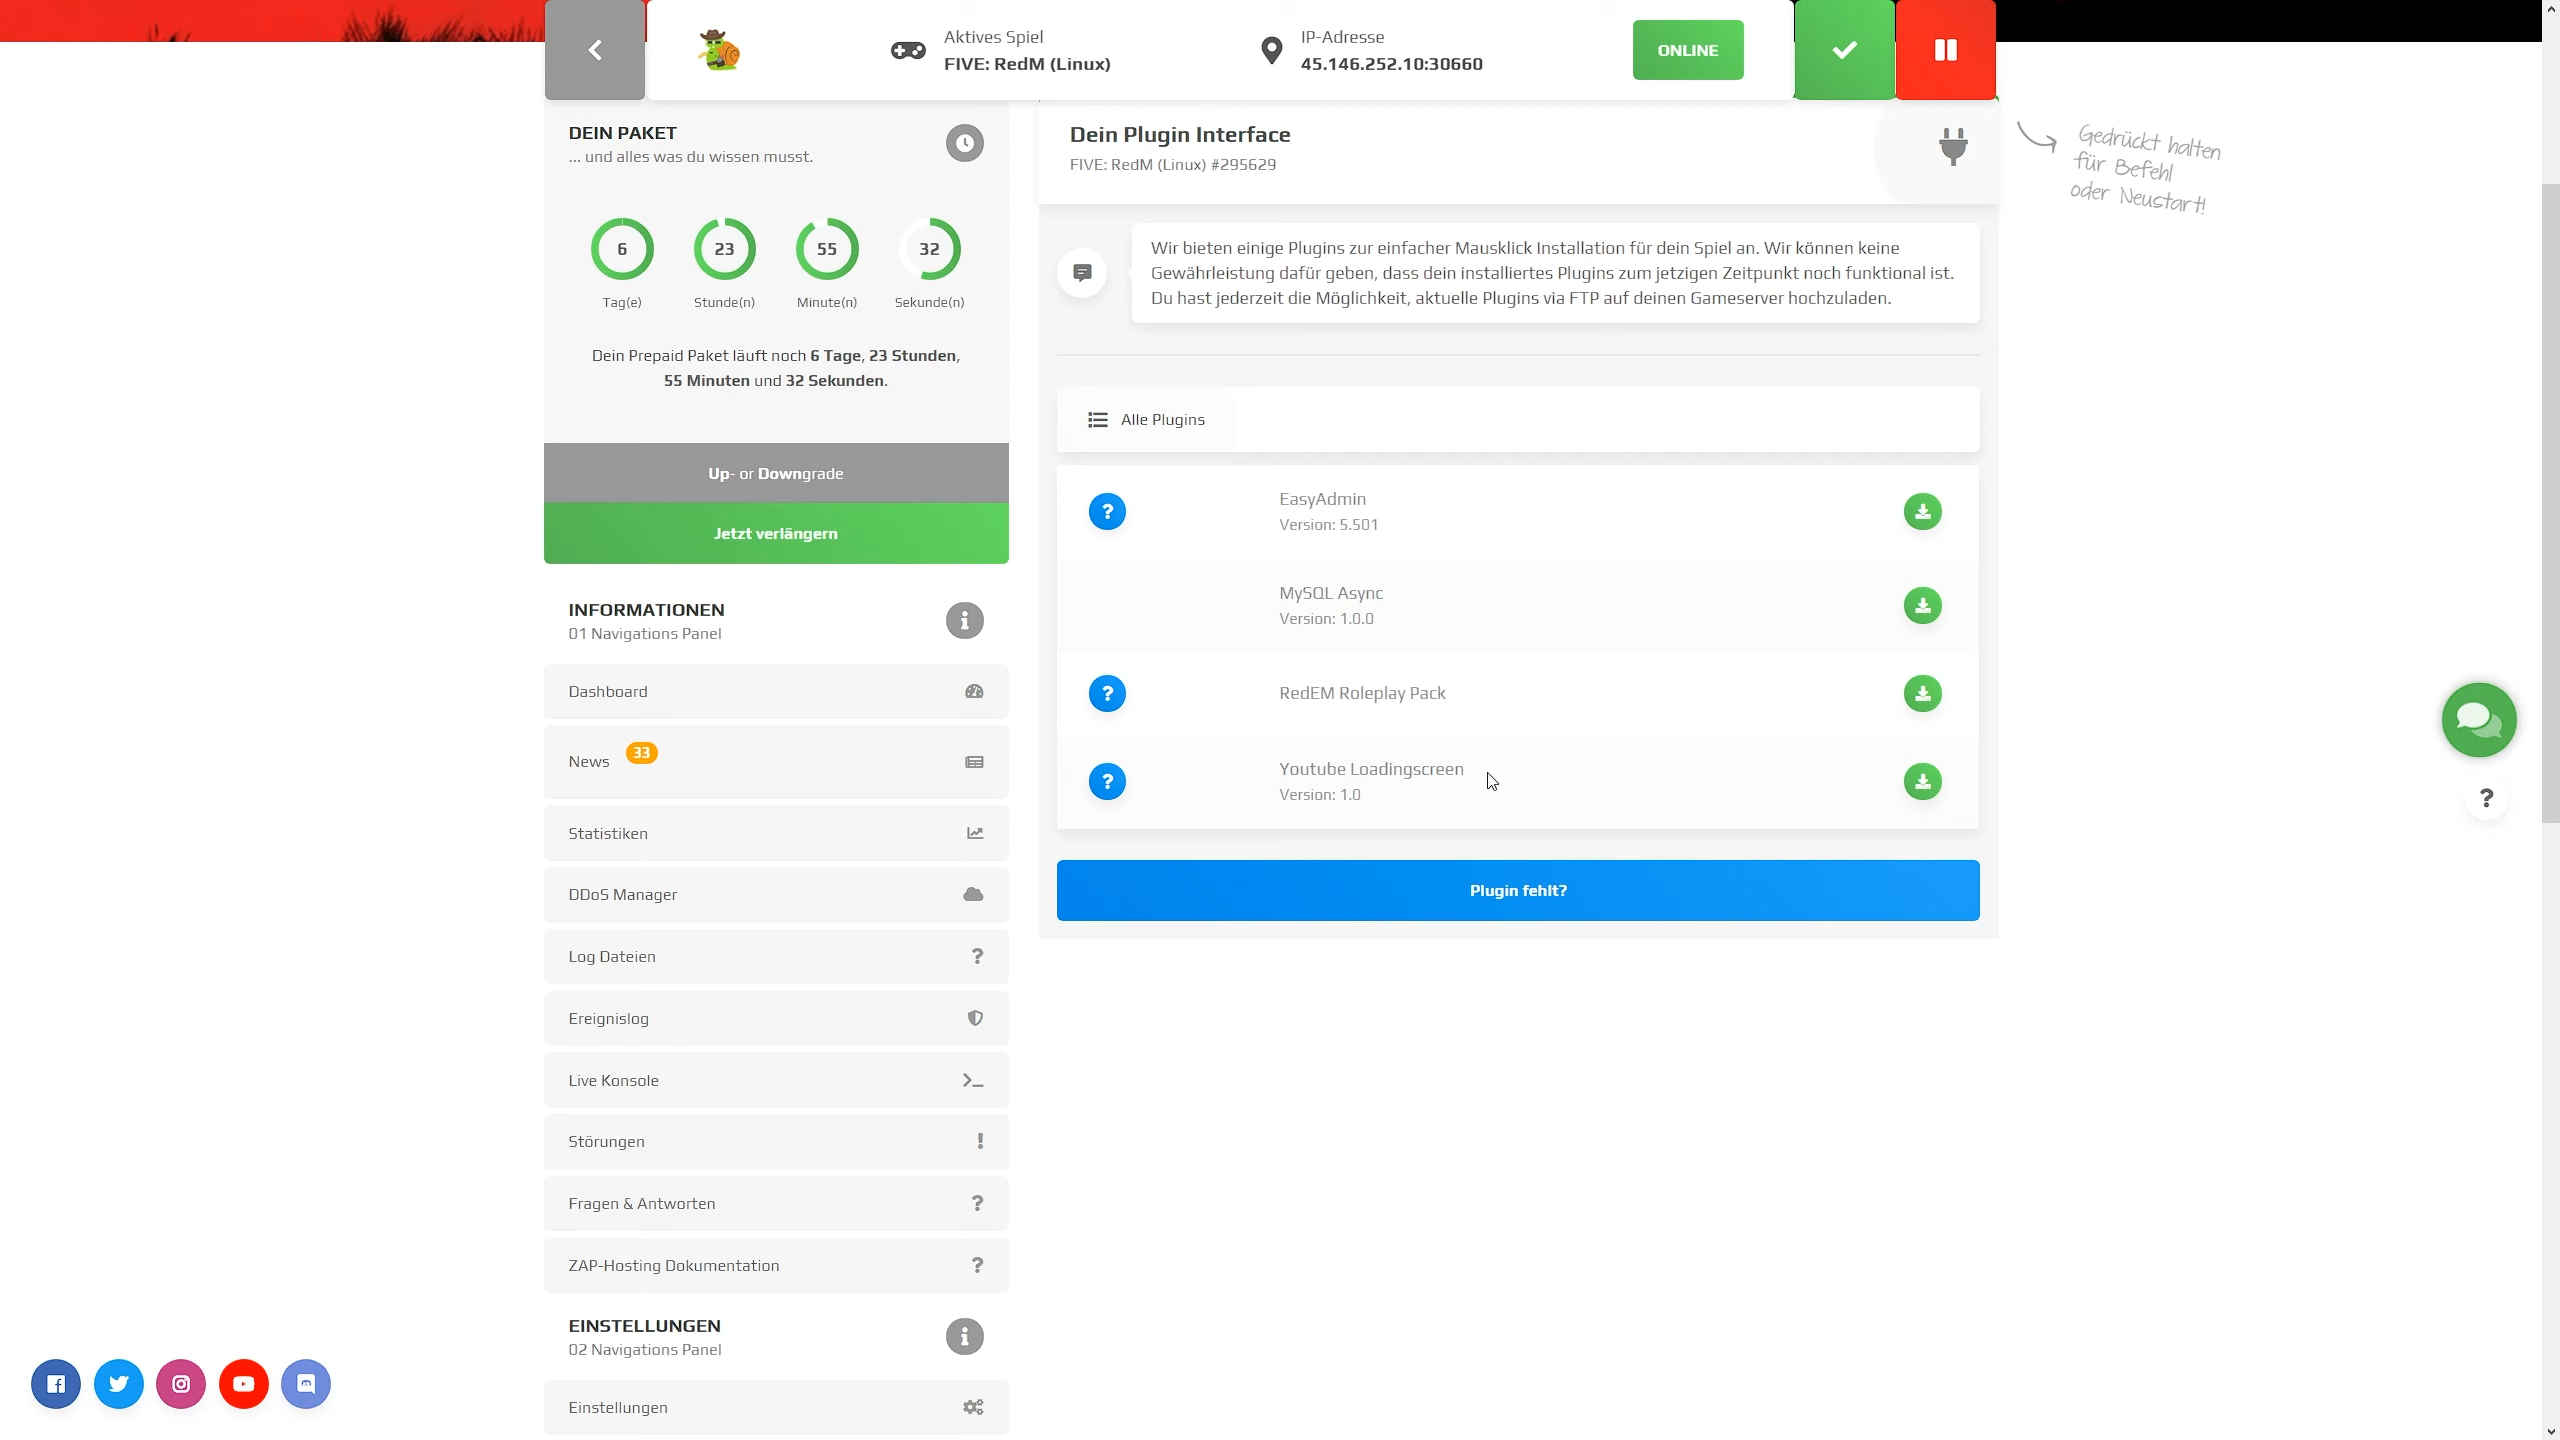 Aktives Spiel
FIVE: RedM (Linux)
IP-Adresse
45.146.252.10:30660
ONLINE
DEIN PAKET
... und alles was du wissen musst.
6
23
55
32
Tag(e)
Stunde(n)
Minute(n)
Sekunde(n)
Dein Prepaid Paket läuft noch 6 Tage, 23 Stunden,
55 Minuten und 32 Sekunden.
Up- or Downgrade
Jetzt verlängern
INFORMATIONEN
01 Navigations Panel
Dashboard
News 33
Statistiken
DDoS Manager
Log Dateien
Ereignislog
Live Konsole
Störungen
Fragen & Antworten
ZAP-Hosting Dokumentation
EINSTELLUNGEN
02 Navigations Panel
Einstellungen
Dein Plugin Interface
FIVE: RedM (Linux) #295629
Gedrückt halten
für Befehl
oder Neustart!
Wir bieten einige Plugins zur einfacher Mausklick Installation für dein Spiel an. Wir können keine
Gewährleistung dafür geben, dass dein installiertes Plugins zum jetzigen Zeitpunkt noch funktional ist.
Du hast jederzeit die Möglichkeit, aktuelle Plugins via FTP auf deinen Gameserver hochzuladen.
Alle Plugins
EasyAdmin
Version: 5.501
MySQL Async
Version: 1.0.0
RedEM Roleplay Pack
Youtube Loadingscreen
Version: 1.0
Plugin fehlt?